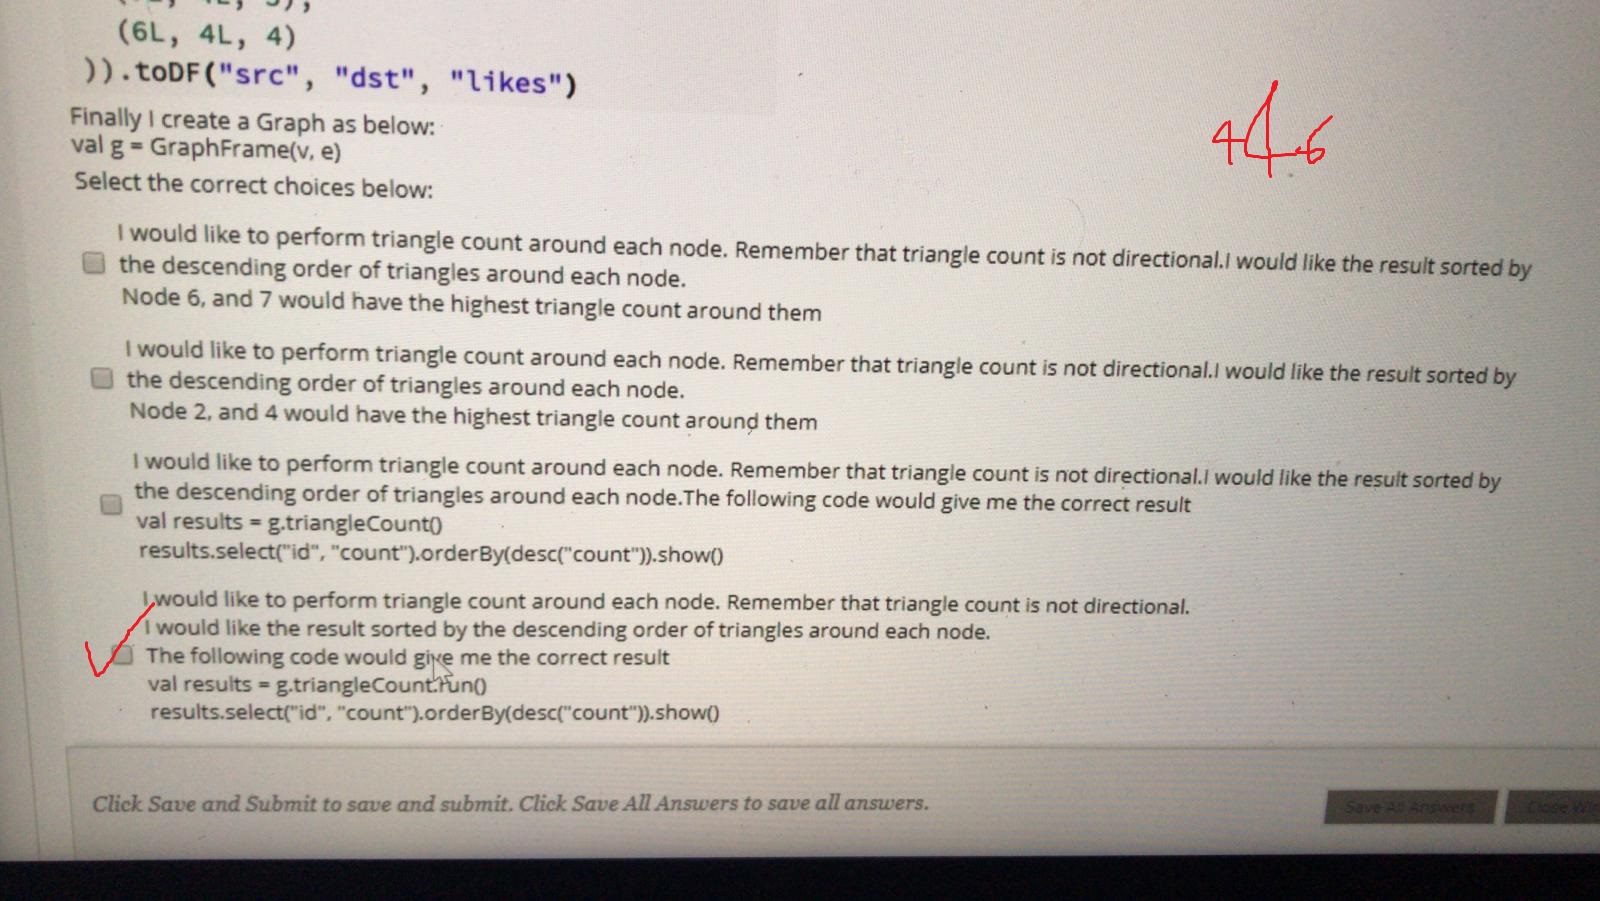 (6L, 4L, 4)
)).toDF("src", "dst", "likes")
4 4.6
Finally I create a Graph as below:
val g = GraphFrame(v, e)
Select the correct choices below:
I would like to perform triangle count around each node. Remember that triangle count is not directional.I would like the result sorted by
the descending order of triangles around each node.
Node 6, and 7 would have the highest triangle count around them
I would like to perform triangle count around each node. Remember that triangle count is not directional.I would like the result sorted by
the descending order of triangles around each node.
Node 2, and 4 would have the highest triangle count around them
I would like to perform triangle count around each node. Remember that triangle count is not directional.I would like the result sorted by
the descending order of triangles around each node.The following code would give me the correct result
val results = g.triangleCount()
results.select("id", "count").orderBy(desc("count")).show()
I would like to perform triangle count around each node. Remember that triangle count is not directional.
I would like the result sorted by the descending order of triangles around each node.
The following code would give me the correct result
val results = g.triangleCount.run()
results.select("id", "count").orderBy(desc("count")).show()
Click Save and Submit to save and submit. Click Save All Answers to save all answers.
Save All Answers
Close